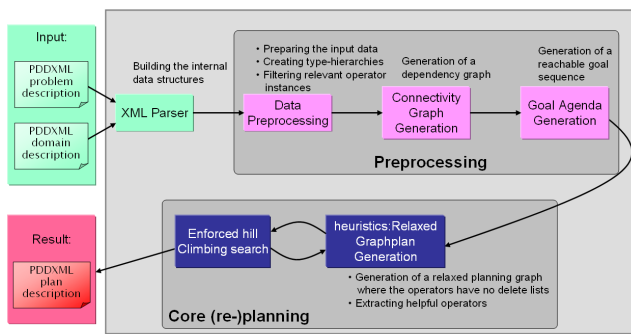 Input:
PDDXML
problem
description
PDDXML
domain
description
XML Parser
Building the internal
data structures
• Preparing the input data
• Creating type-hierarchies
• Filtering relevant operator
instances
Data
Preprocessing
Generation of a
dependency graph
Connectivity
Graph
Generation
Generation of a
reachable goal
sequence
Goal Agenda
Generation
Preprocessing
Result:
PDDXML
plan
description
Enforced hill
Climbing search
heuristics:Relaxed
Graphplan
Generation
• Generation of a relaxed planning graph
where the operators have no delete lists
• Extracting helpful operators
Core (re-)planning